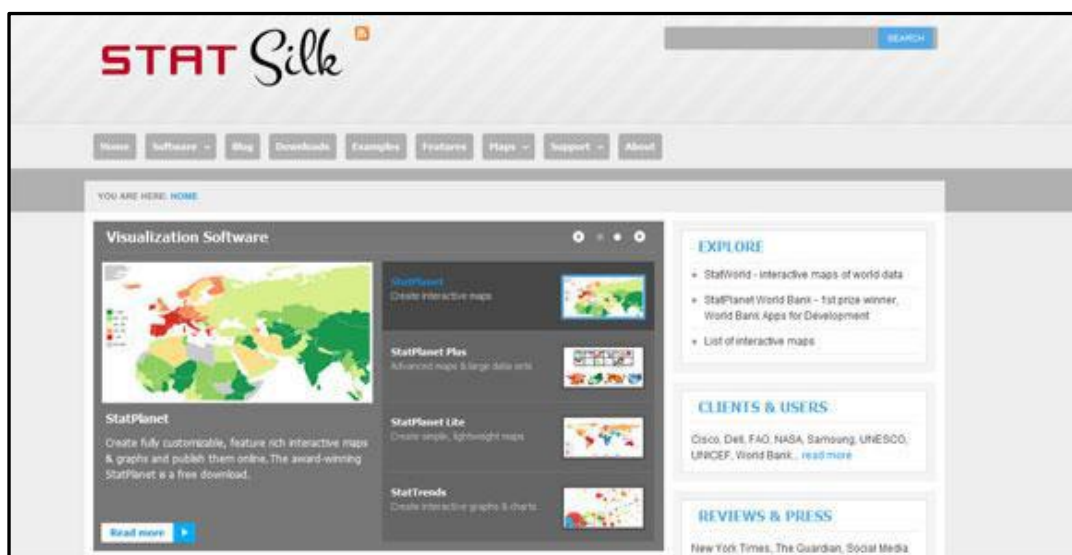 STAT Silk
SEARCH
Home Software Blog Downloads Examples Features Maps Support About
YOU ARE HERE: HOME
Visualization Software
StatPlanet
Create interactive maps
StatPlanet Plus
Advanced maps & large data sets
StatPlanet Lite
Create simple, lightweight maps
StatTrends
Create interactive graphs & charts
StatPlanet
Create fully customizable, feature rich interactive maps
& graphs and publish them online. The award-winning
StatPlanet is a free download.
Read more
EXPLORE
StatWorld - interactive maps of world data
StatPlanet World Bank - 1st prize winner,
World Bank Apps for Development
List of interactive maps
CLIENTS & USERS
Cisco, Dell, FAO, NASA, Samsung, UNESCO,
UNICEF, World Bank... read more
REVIEWS & PRESS
New York Times, The Guardian, Social Media